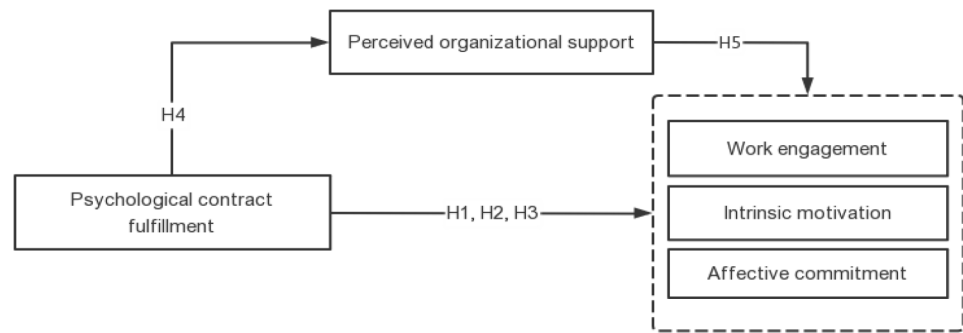 Perceived organizational support
H5
H4
Work engagement
Psychological contract
fulfillment
H1, H2, H3
Intrinsic motivation
Affective commitment